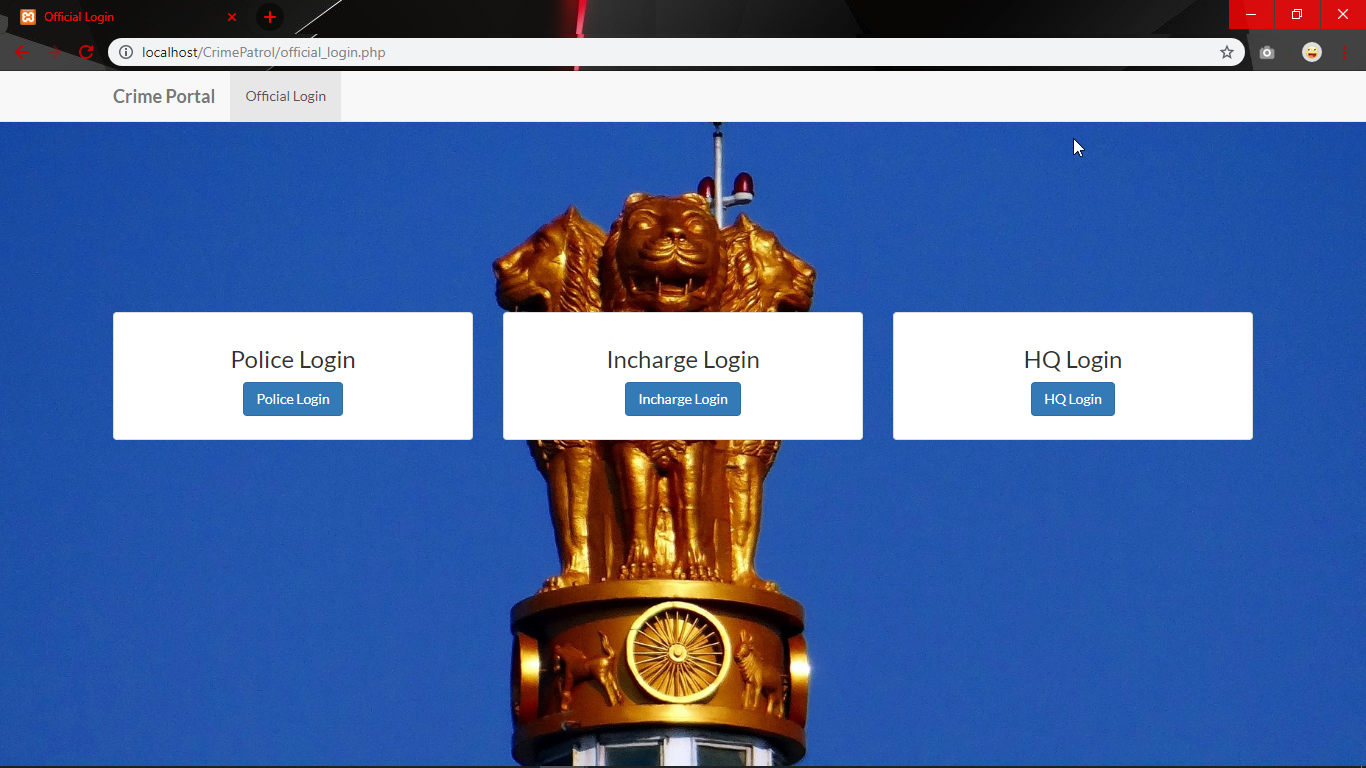 Official Login
localhost/CrimePatrol/official_login.php
Crime Portal
Official Login
Police Login
Police Login
Incharge Login
Incharge Login
HQ Login
HQ Login